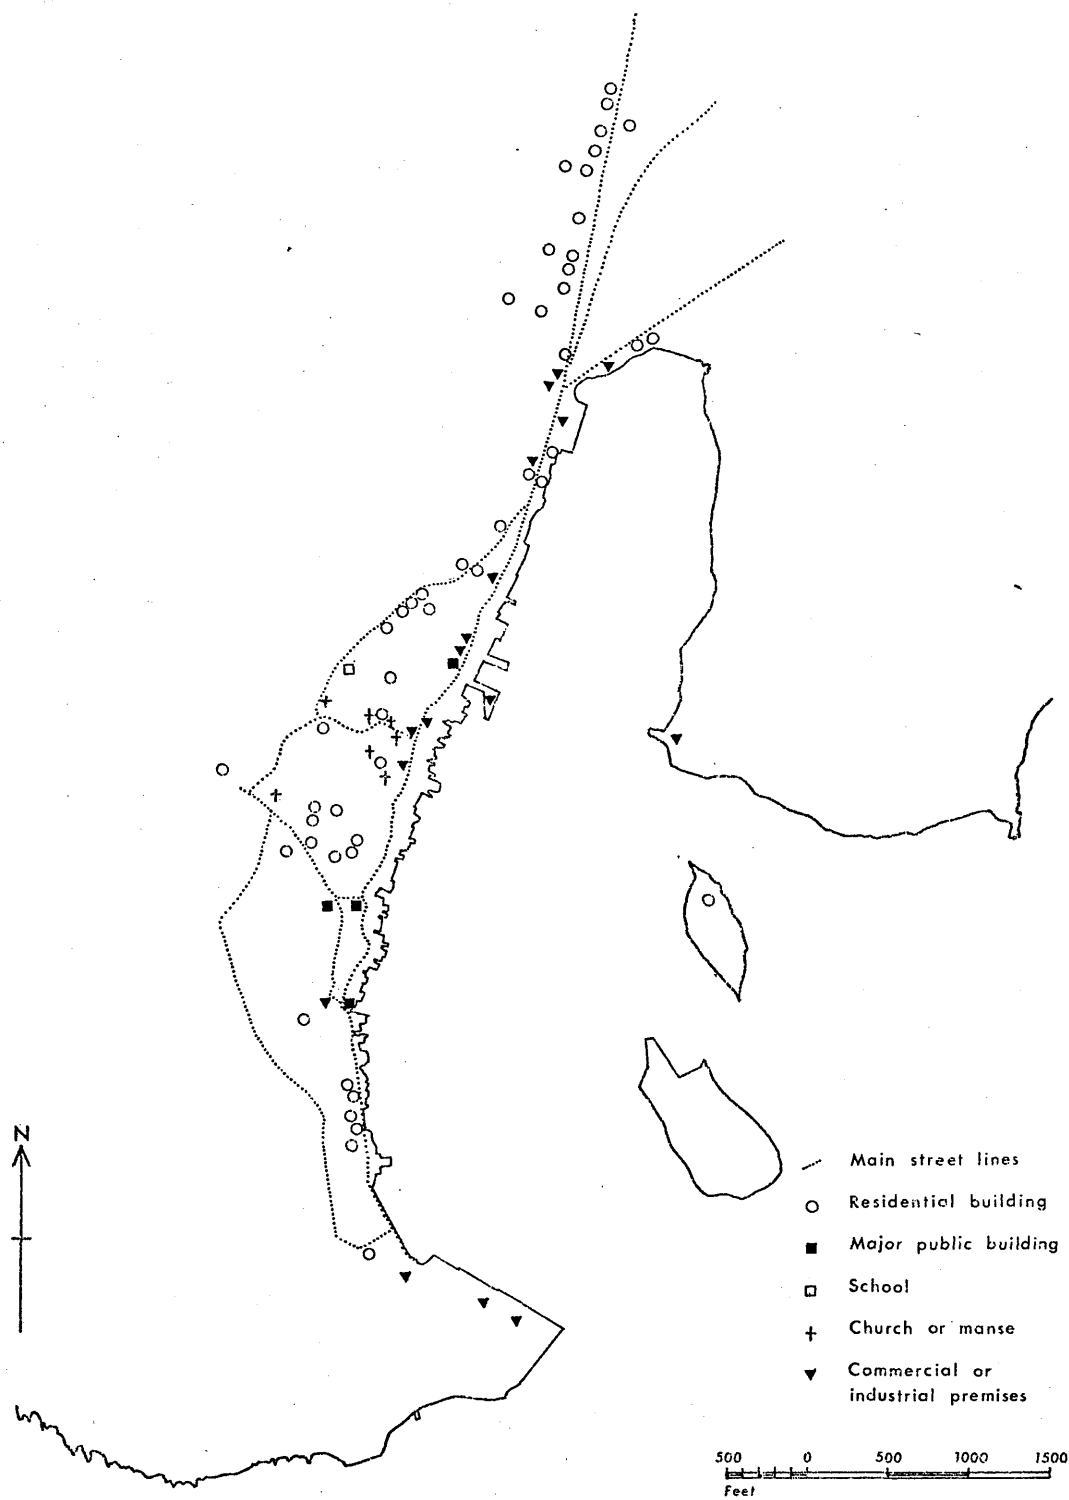 N
Main street lines
Residential building
Major public building
School
Church or manse
Commercial or
industrial premises
500 0 500 1000 1500
Feet